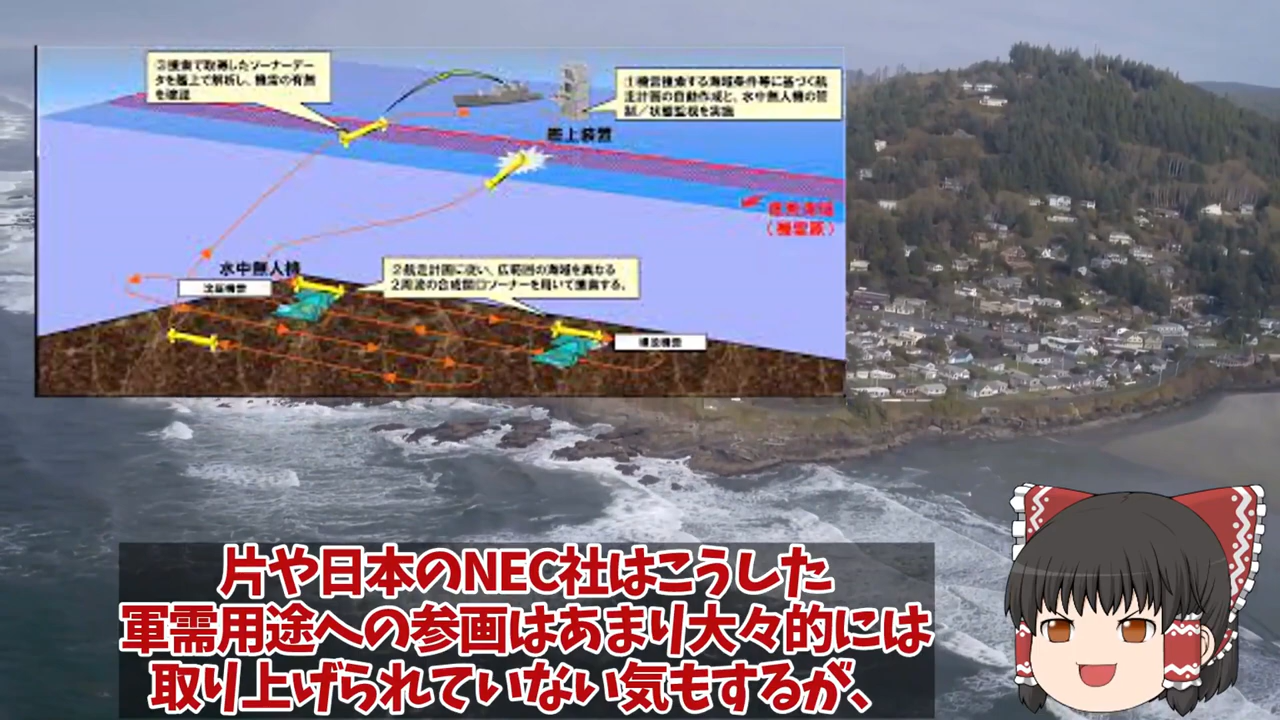 ③捜索で取得したソーナーデー
タを艦上で解析し、機雷の有無
を確認
①機雷捜索する海域条件等に基づく航
走計画の自動作成と、水中無人機の管
制／状態監視を実施
艦上装置
危険海域
（機雷原）
水中無人機
②航走計画に従い、広範囲の海域を異なる
2周波の合成開口ソーナーを用いて捜索する。
沈底機雷
片や日本のNEC社はこうした
軍需用途への参画はあまり大々的には
取り上げられていない気もするが、